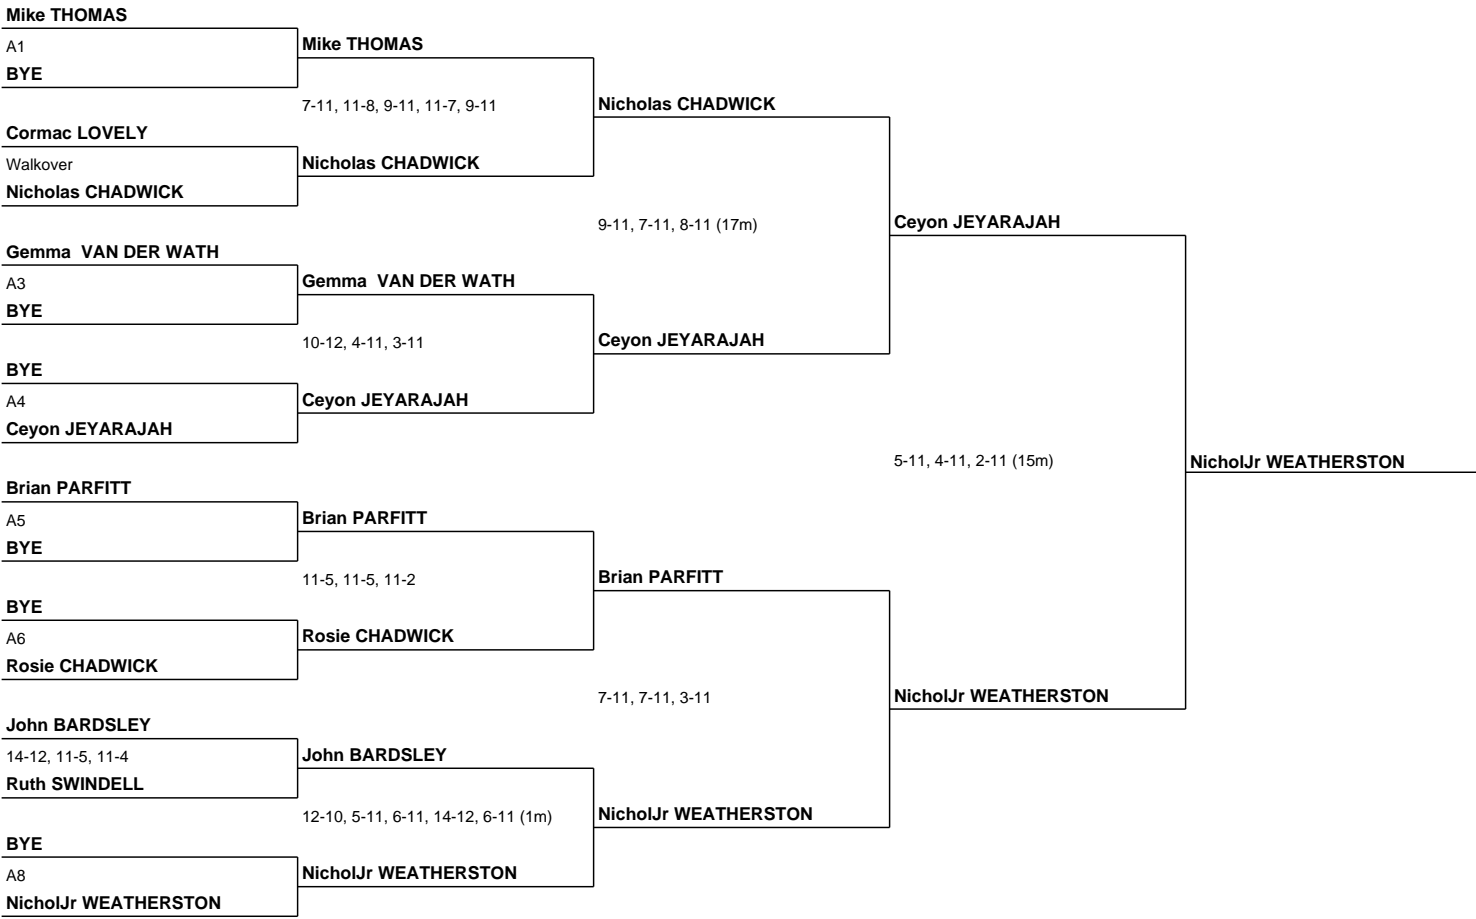 Mike THOMAS
A1
BYE
Cormac LOVELY
Walkover
Nicholas CHADWICK
Gemma  VAN DER WATH
A3
BYE
BYE
A4
Ceyon JEYARAJAH
Brian PARFITT
A5
BYE
BYE
A6
Rosie CHADWICK
John BARDSLEY
14-12, 11-5, 11-4
Ruth SWINDELL
BYE
A8
NicholJr WEATHERSTON
Mike THOMAS
7-11, 11-8, 9-11, 11-7, 9-11
Nicholas CHADWICK
Gemma  VAN DER WATH
10-12, 4-11, 3-11
Ceyon JEYARAJAH
Brian PARFITT
11-5, 11-5, 11-2
Rosie CHADWICK
John BARDSLEY
12-10, 5-11, 6-11, 14-12, 6-11 (1m)
NicholJr WEATHERSTON
Nicholas CHADWICK
9-11, 7-11, 8-11 (17m)
Ceyon JEYARAJAH
Brian PARFITT
7-11, 7-11, 3-11
NicholJr WEATHERSTON
Ceyon JEYARAJAH
5-11, 4-11, 2-11 (15m)
NicholJr WEATHERSTON
NicholJr WEATHERSTON